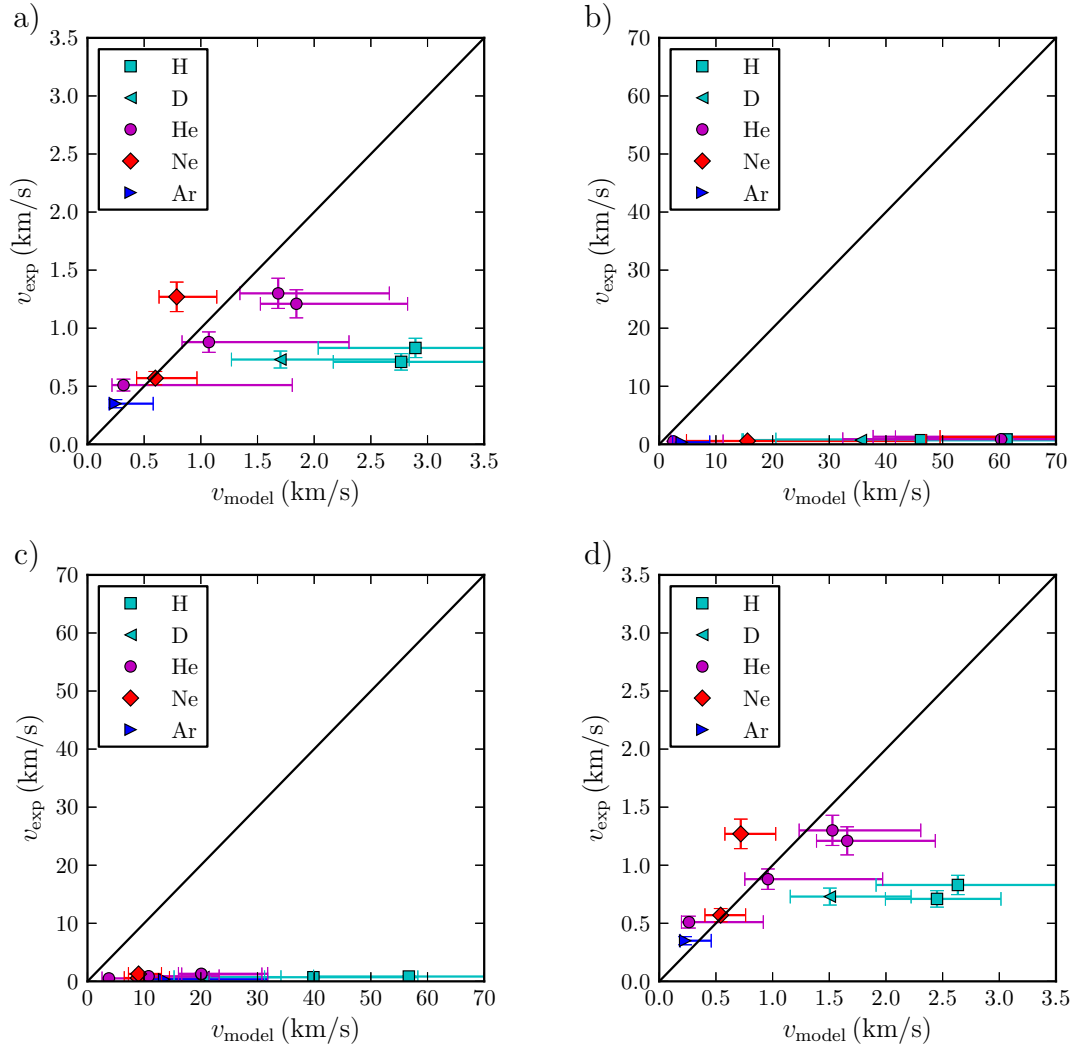 a)
3.5
3.0
2.5
2.0
1.5
1.0
0.5
0.0
v_exp (km/s)
H
D
He
Ne
Ar
0.0 0.5 1.0 1.5 2.0 2.5 3.0 3.5
v_model (km/s)
b)
70
60
50
40
30
20
10
0
v_exp (km/s)
H
D
He
Ne
Ar
0 10 20 30 40 50 60 70
v_model (km/s)
c)
70
60
50
40
30
20
10
0
v_exp (km/s)
H
D
He
Ne
Ar
0 10 20 30 40 50 60 70
v_model (km/s)
d)
3.5
3.0
2.5
2.0
1.5
1.0
0.5
0.0
v_exp (km/s)
H
D
He
Ne
Ar
0.0 0.5 1.0 1.5 2.0 2.5 3.0 3.5
v_model (km/s)